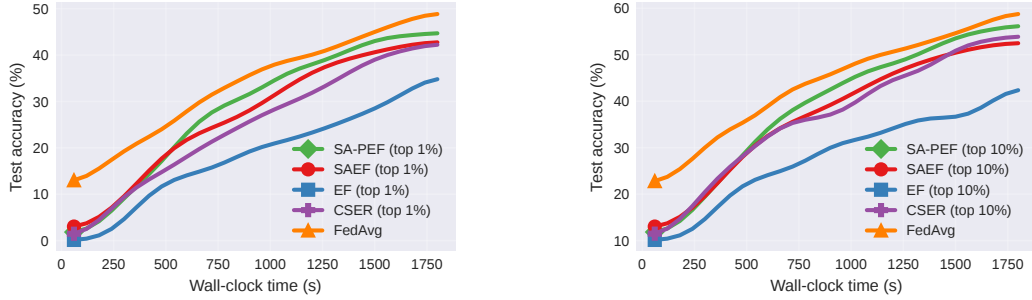 50
40
30
20
10
0
Test accuracy (%)
SA-PEF (top 1%)
SAEF (top 1%)
EF (top 1%)
CSER (top 1%)
FedAvg
0 250 500 750 1000 1250 1500 1750
Wall-clock time (s)
60
50
40
30
20
10
Test accuracy (%)
SA-PEF (top 10%)
SAEF (top 10%)
EF (top 10%)
CSER (top 10%)
FedAvg
0 250 500 750 1000 1250 1500 1750
Wall-clock time (s)